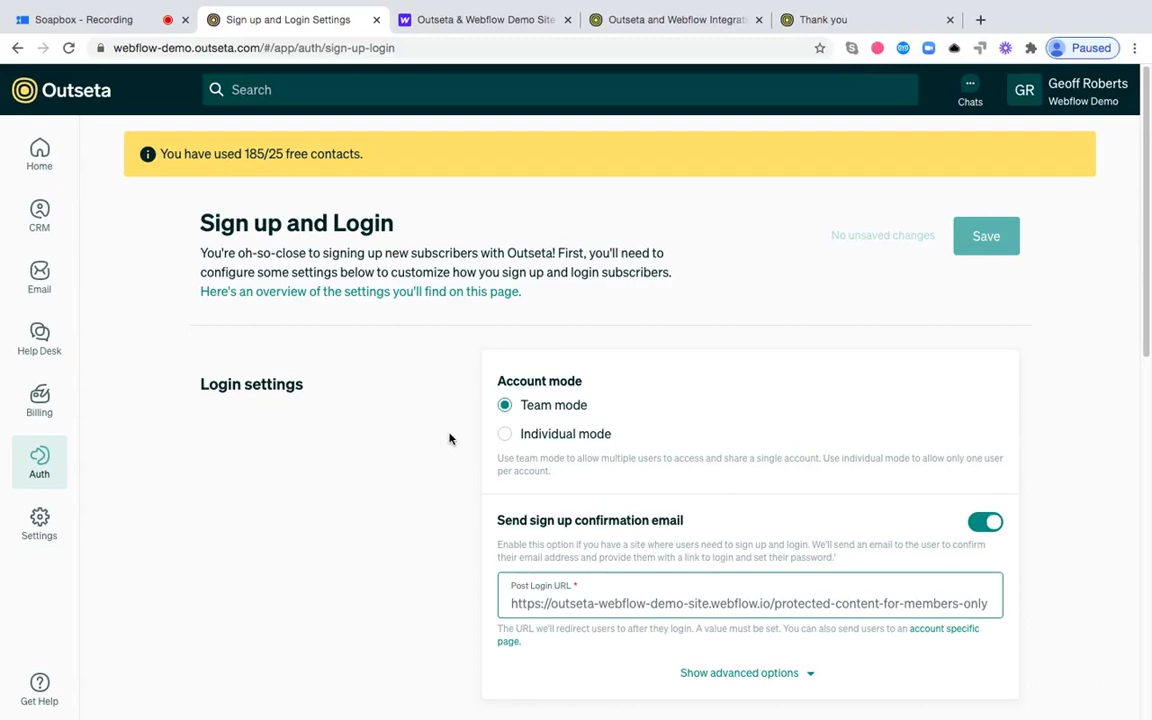 Soapbox - Recording
Sign up and Login Settings
Outseta & Webflow Demo Site
Outseta and Webflow Integrat
Thank you
webflow-demo.outseta.com/#/app/auth/sign-up-login
Paused
Outseta
Search
Chats
GR
Geoff Roberts
Webflow Demo
Home
CRM
Email
Help Desk
Billing
Auth
Settings
Get Help
You have used 185/25 free contacts.
Sign up and Login
No unsaved changes
Save
You're oh-so-close to signing up new subscribers with Outseta! First, you'll need to
configure some settings below to customize how you sign up and login subscribers.
Here's an overview of the settings you'll find on this page.
Login settings
Account mode
Team mode
Individual mode
Use team mode to allow multiple users to access and share a single account. Use individual mode to allow only one user
per account.
Send sign up confirmation email
Enable this option if you have a site where users need to sign up and login. We'll send an email to the user to confirm
their email address and provide them with a link to login and set their password.'
Post Login URL *
https://outseta-webflow-demo-site.webflow.io/protected-content-for-members-only
The URL we'll redirect users to after they login. A value must be set. You can also send users to an account specific
page.
Show advanced options